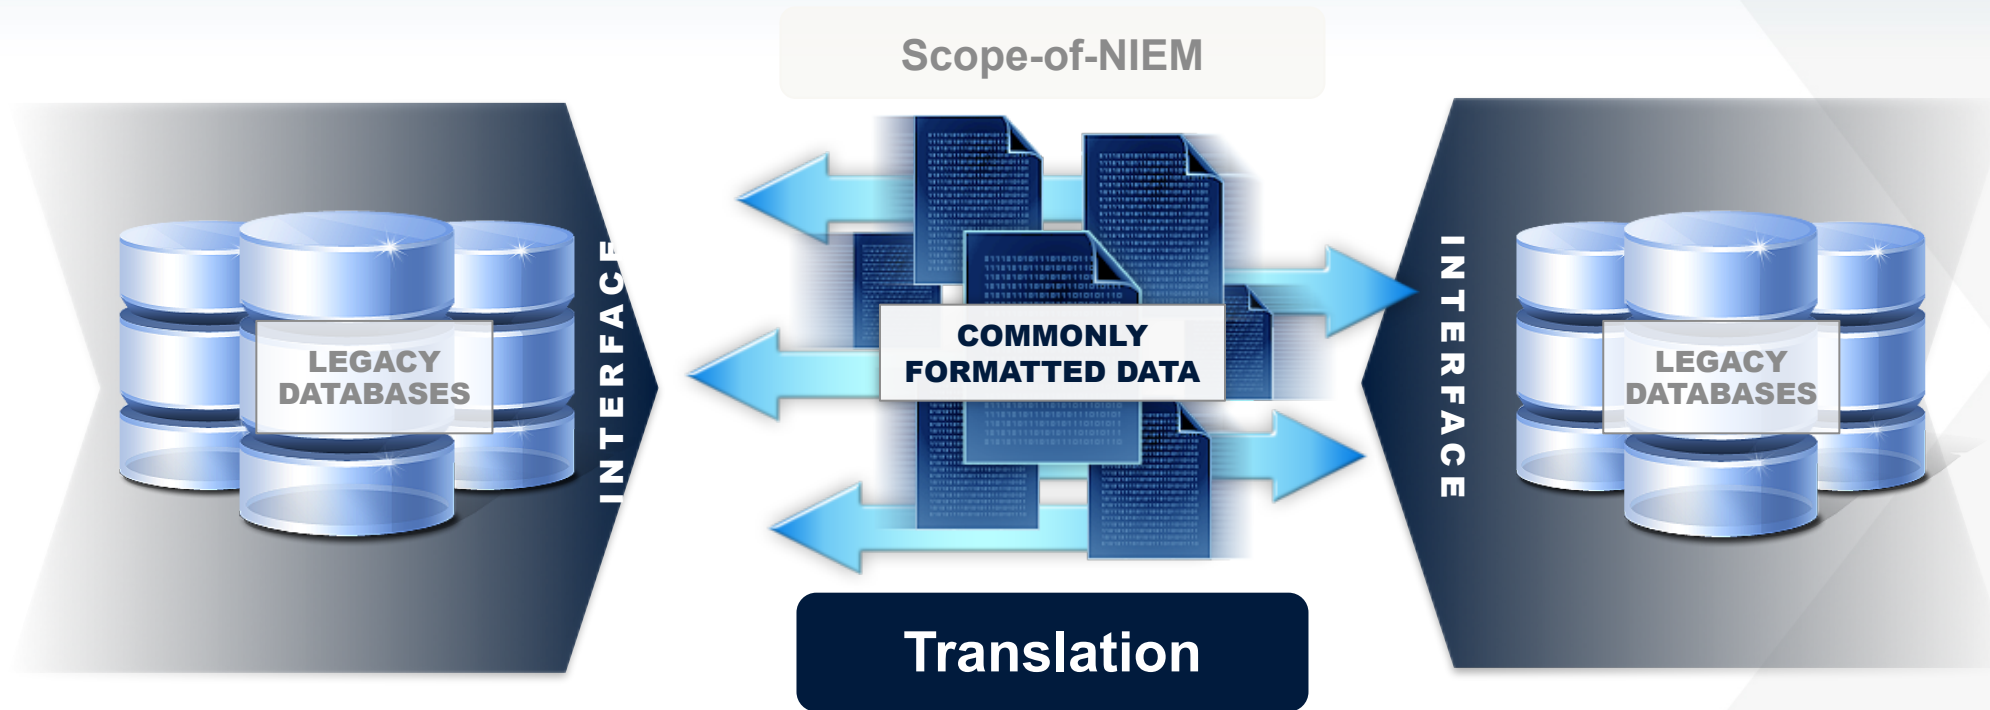 Scope-of-NIEM
INTERFACE
LEGACY
DATABASES
COMMONLY
FORMATTED DATA
INTERFACE
LEGACY
DATABASES
Translation